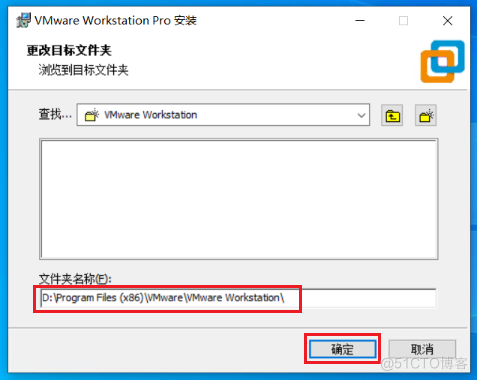 VMware Workstation Pro 安装
更改目标文件夹
浏览到目标文件夹
查找...
VMware Workstation
文件夹名称(F):
D:\Program Files (x86)\VMware\VMware Workstation\
确定
取消
@51CTO博客